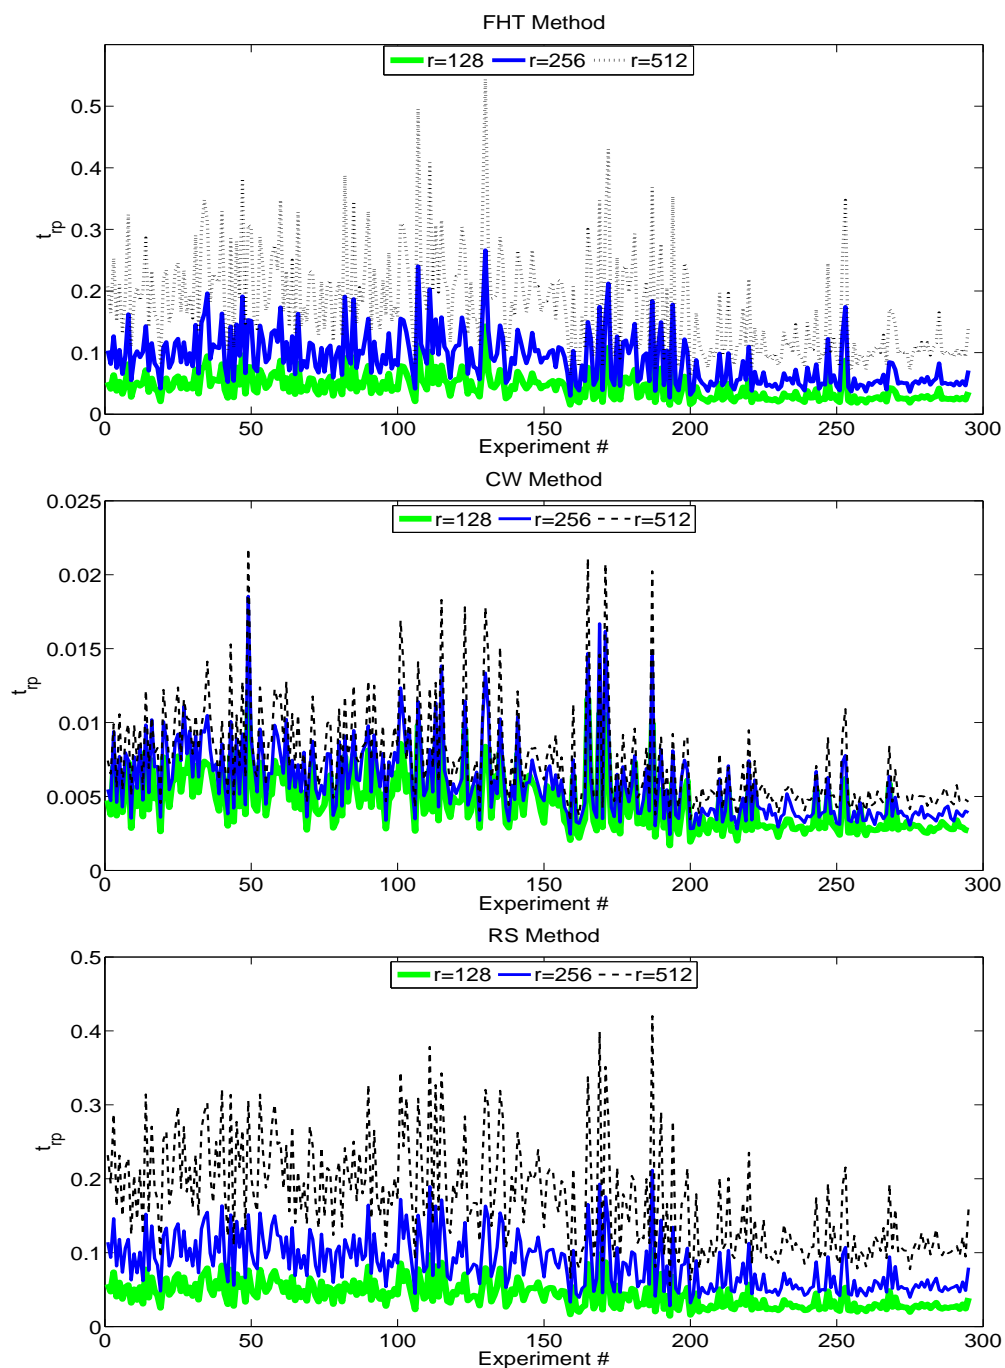 FHT Method
r=128 r=256 r=512
0.5
0.4
0.3
0.2
0.1
0
t_rp
0 50 100 150 200 250 300
Experiment #
CW Method
0.025
r=128 r=256 r=512
0.02
0.015
0.01
0.005
0
t_rp
0 50 100 150 200 250 300
Experiment #
RS Method
0.5
r=128 r=256 r=512
0.4
0.3
0.2
0.1
0
t_rp
0 50 100 150 200 250 300
Experiment #